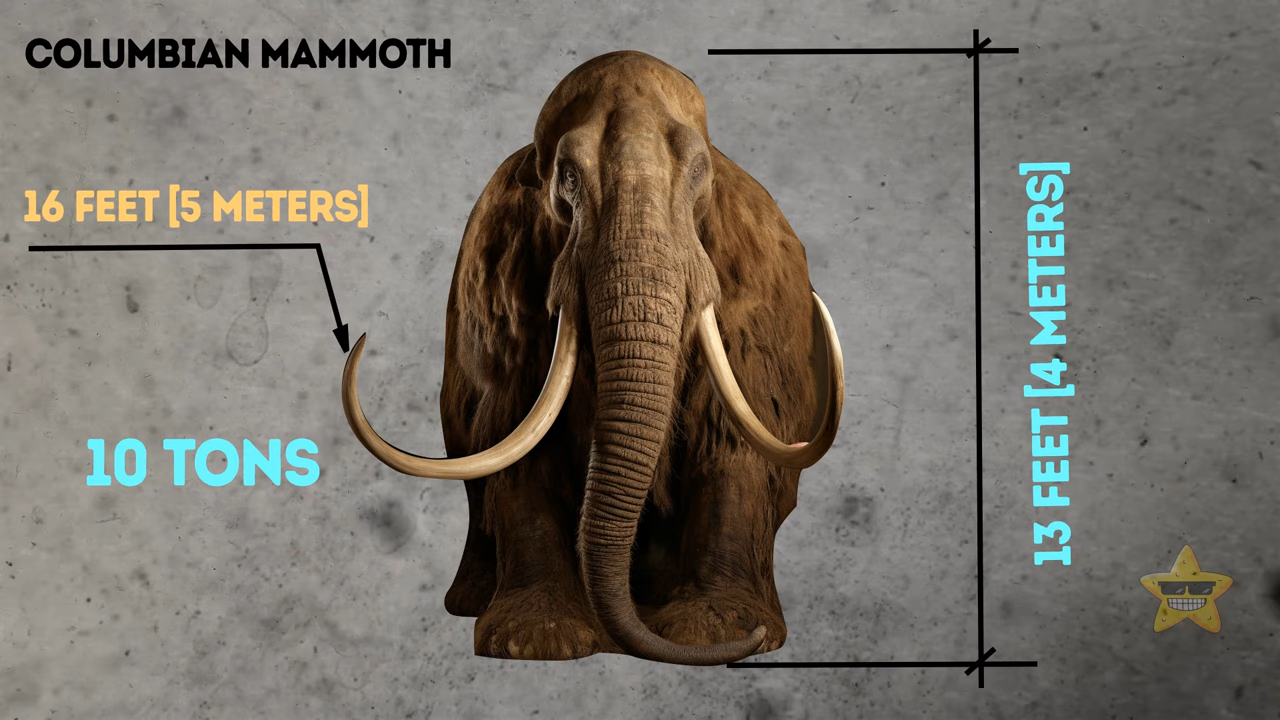 COLUMBIAN MAMMOTH
16 FEET [5 METERS]
10 TONS
13 FEET [4 METERS]